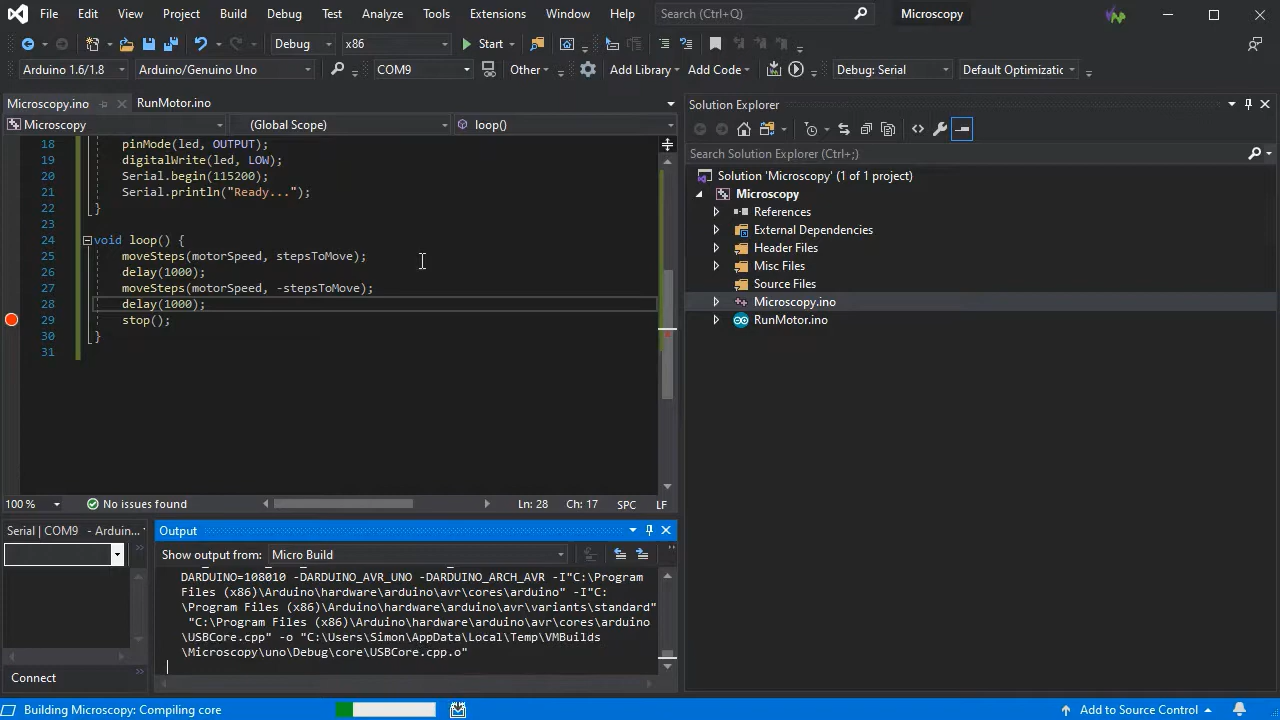 File Edit View Project Build Debug Test Analyze Tools Extensions Window Help Search (Ctrl+Q) Microscopy
Debug x86 Start
Arduino 1.6/1.8 Arduino/Genuino Uno COM9 Other Add Library Add Code Debug: Serial Default Optimizatic
Microscopy.ino RunMotor.ino
Microscopy (Global Scope) loop()
18 pinMode(led, OUTPUT);
19 digitalWrite(led, LOW);
20 Serial.begin(115200);
21 Serial.println("Ready...");
22 }
23
24 void loop() {
25 moveSteps(motorSpeed, stepsToMove);
26 delay(1000);
27 moveSteps(motorSpeed, -stepsToMove);
28 delay(1000);
29 stop();
30 }
31
100 % No issues found Ln: 28 Ch: 17 SPC LF
Solution Explorer
Search Solution Explorer (Ctrl+;)
Solution 'Microscopy' (1 of 1 project)
Microscopy
References
External Dependencies
Header Files
Misc Files
Source Files
Microscopy.ino
RunMotor.ino
Serial | COM9 - Arduin...
Connect
Output
Show output from: Micro Build
DARDUINO=108010 -DARDUINO_AVR_UNO -DARDUINO_ARCH_AVR -I"C:\Program
Files (x86)\Arduino\hardware\arduino\avr\cores\arduino" -I"C:
\Program Files (x86)\Arduino\hardware\arduino\avr\variants\standard"
"C:\Program Files (x86)\Arduino\hardware\arduino\avr\cores\arduino
\USBCore.cpp" -o "C:\Users\Simon\AppData\Local\Temp\VMBuilds
\Microscopy\uno\Debug\core\USBCore.cpp.o"
Building Microscopy: Compiling core Add to Source Control